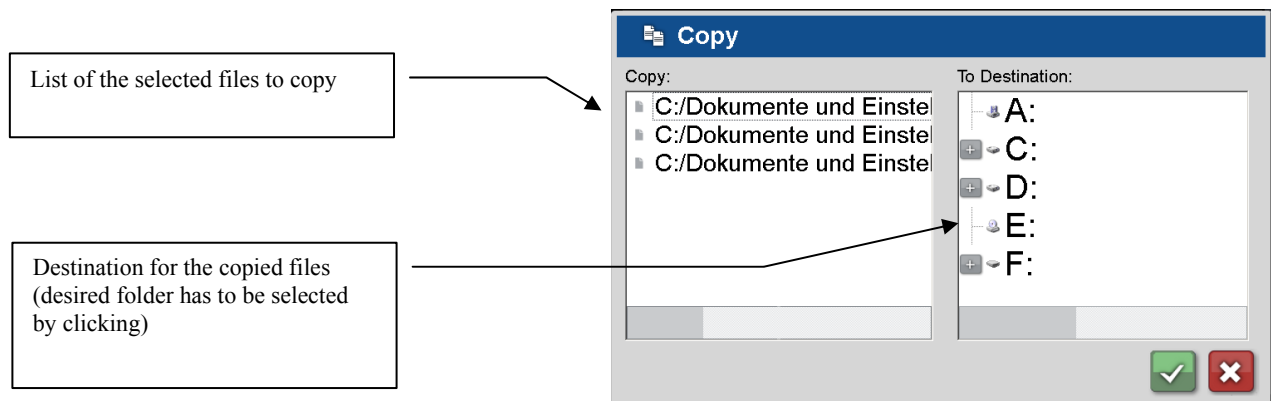 Copy
List of the selected files to copy
Copy:
C:/Dokumente und Einstel
C:/Dokumente und Einstel
C:/Dokumente und Einstel
To Destination:
A:
C:
D:
E:
F:
Destination for the copied files
(desired folder has to be selected
by clicking)